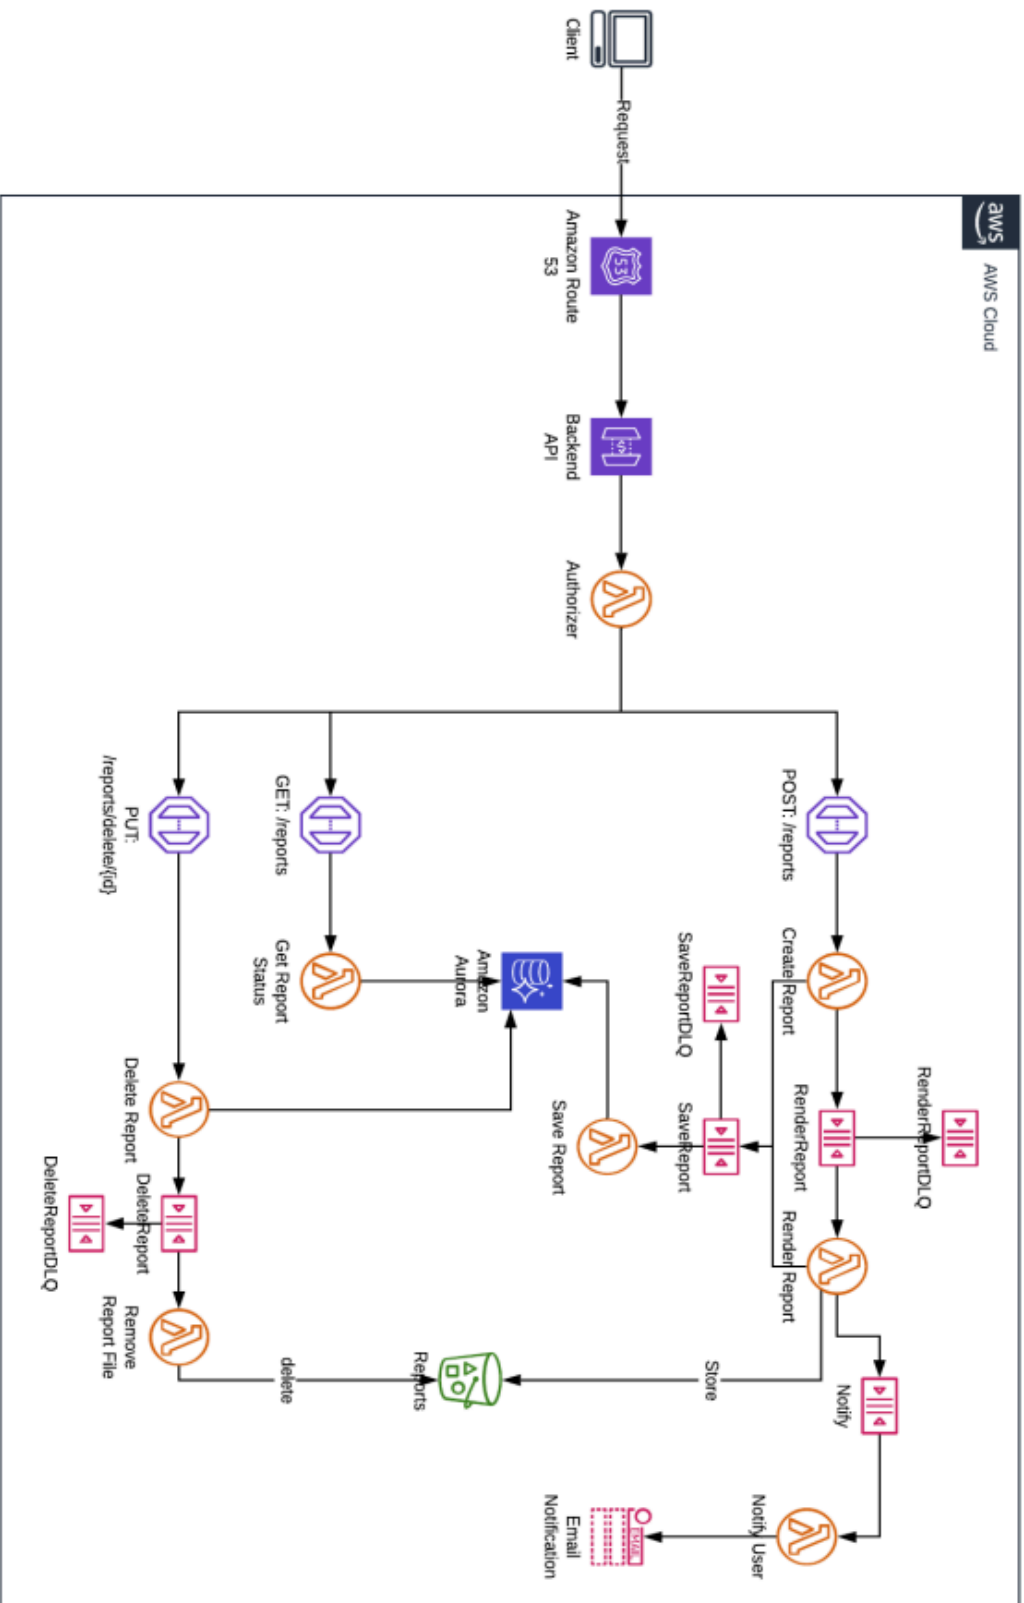 aws
AWS Cloud
Client
Request
Amazon Route
53
53
Backend
API
Authorizer
POST: /reports
Create Report
RenderReportDLQ
RenderReport
Render Report
Notify
Notify User
EMAIL
Email
Notification
SaveReportDLQ
SaveReport
Save Report
Store
GET: /reports
Get Report
Status
Amazon
Aurora
Reports
delete
PUT:
/reports/delete/{id}
Delete Report
DeleteReport
DeleteReportDLQ
Remove
Report File